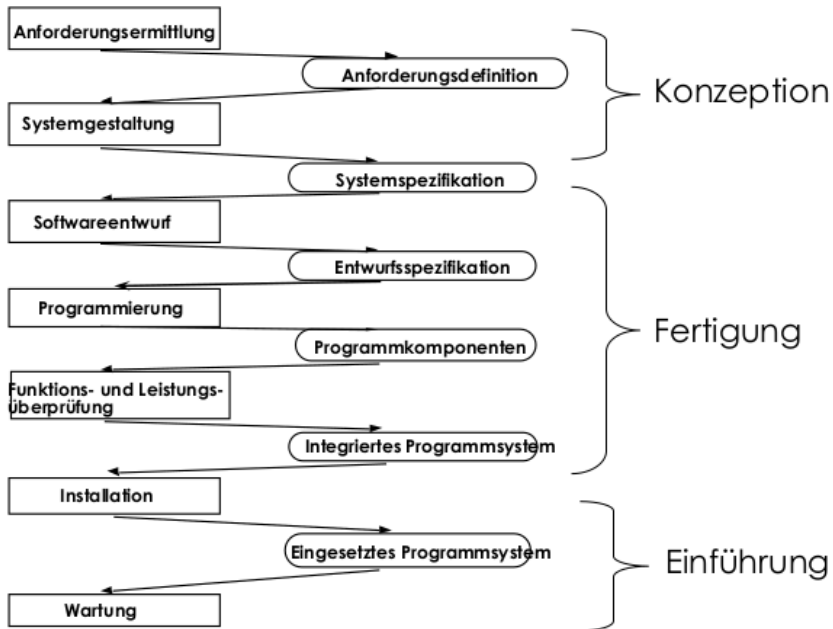 Anforderungsermittlung
Anforderungsdefinition
Konzeption
Systemgestaltung
Systemspezifikation
Softwareentwurf
Entwurfsspezifikation
Programmierung
Fertigung
Programmkomponenten
Funktions- und Leistungs-
überprüfung
Integriertes Programmsystem
Installation
Eingesetztes Programmsystem
Einführung
Wartung